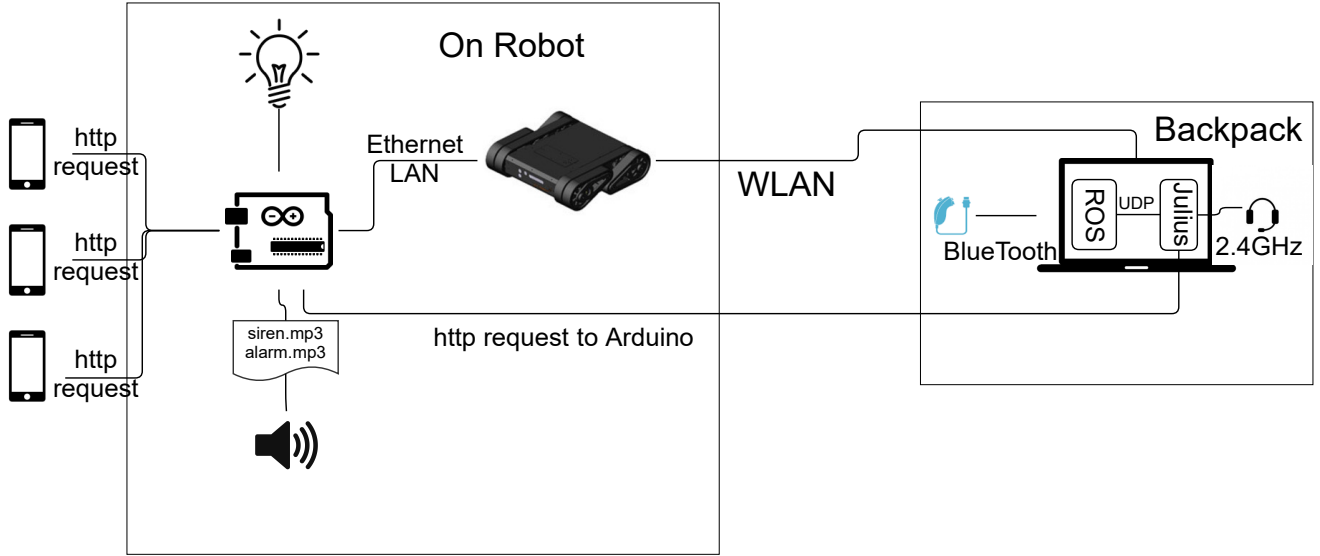 On Robot
http
request
http
request
http
request
Ethernet
LAN
siren.mp3
alarm.mp3
http request to Arduino
WLAN
Backpack
BlueTooth
ROS
UDP
Julius
2.4GHz